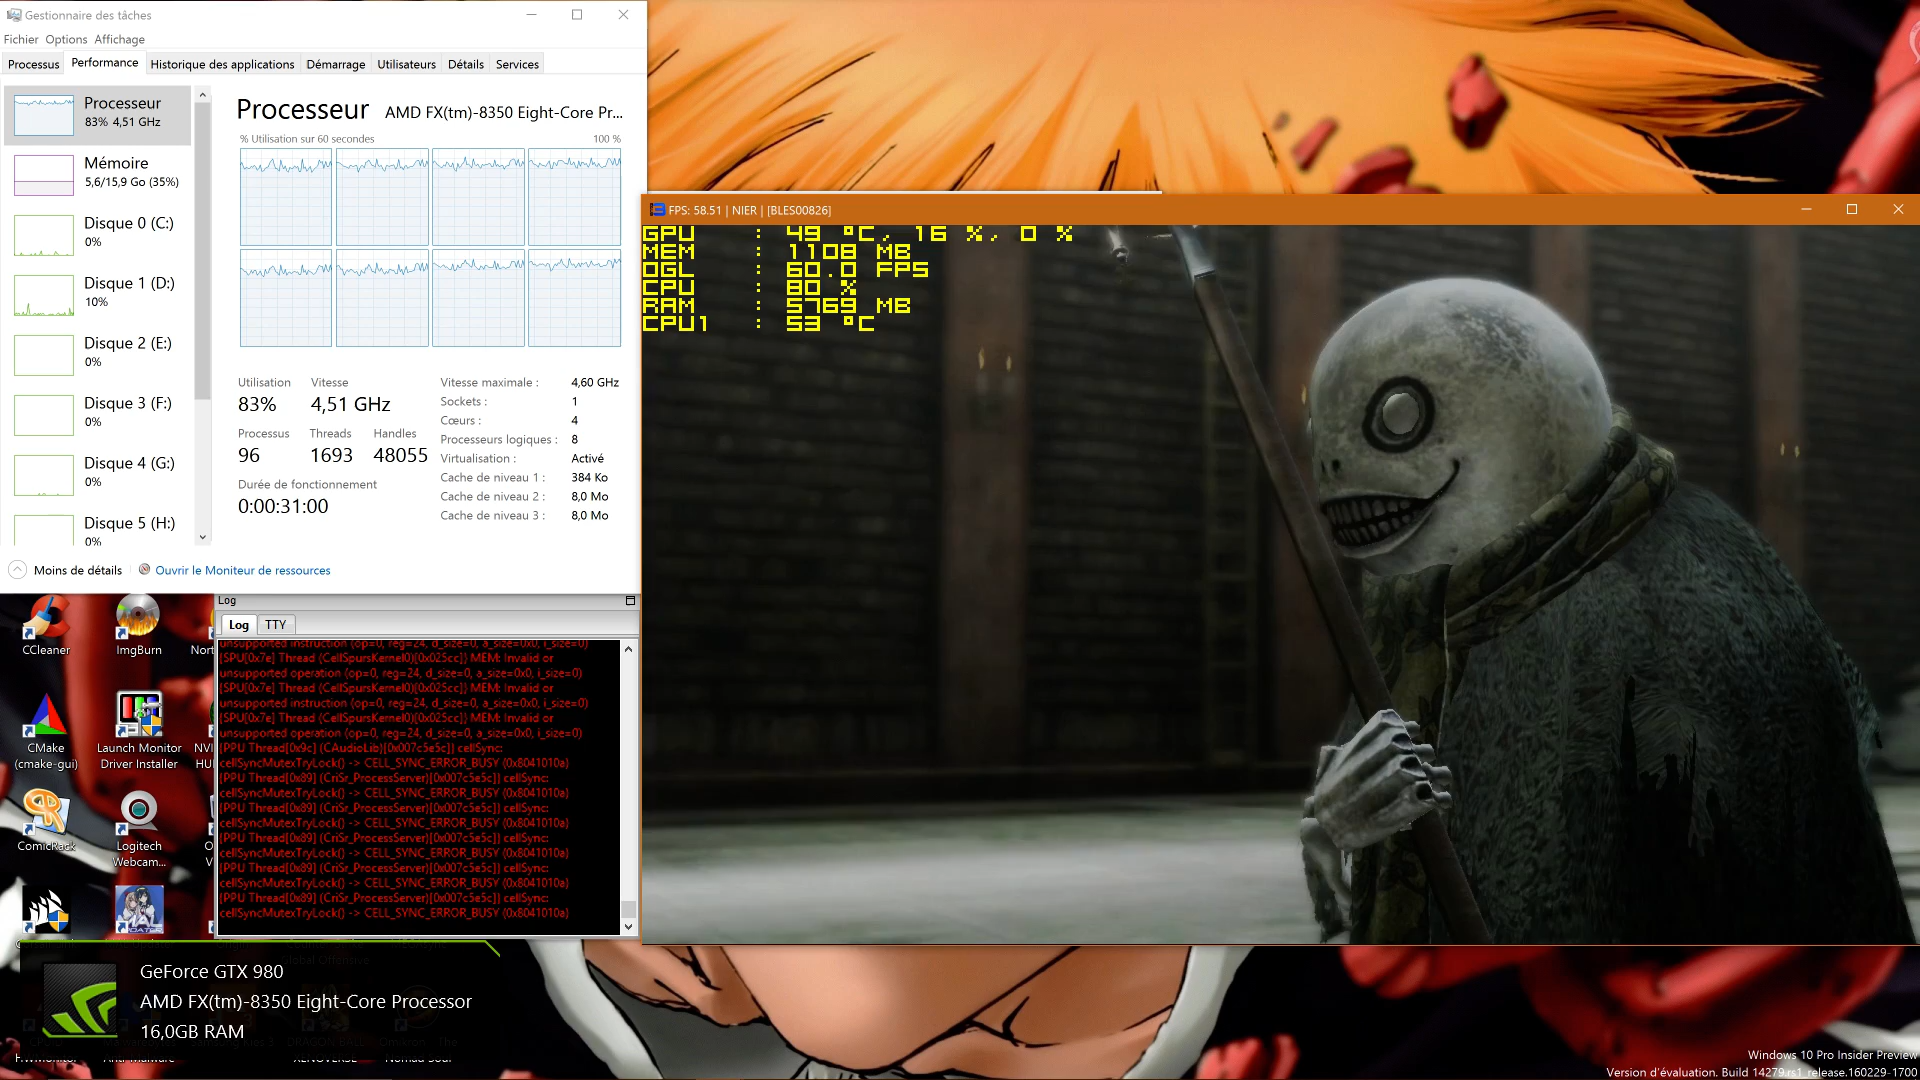 Gestionnaire des tâches
Fichier Options Affichage
Processus Performance Historique des applications Démarrage Utilisateurs Détails Services
Processeur
83% 4,51 GHz
Mémoire
5,6/15,9 Go (35%)
Disque 0 (C:)
0%
Disque 1 (D:)
10%
Disque 2 (E:)
0%
Disque 3 (F:)
0%
Disque 4 (G:)
0%
Disque 5 (H:)
0%
Processeur AMD FX(tm)-8350 Eight-Core Pr...
% Utilisation sur 60 secondes 100 %
Utilisation Vitesse
83% 4,51 GHz
Processus Threads Handles
96 1693 48055
Durée de fonctionnement
0:00:31:00
Vitesse maximale : 4,60 GHz
Sockets : 1
Cœurs : 4
Processeurs logiques : 8
Virtualisation : Activé
Cache de niveau 1 : 384 Ko
Cache de niveau 2 : 8,0 Mo
Cache de niveau 3 : 8,0 Mo
Moins de détails Ouvrir le Moniteur de ressources
FPS: 58.51 | NIER | [BLES00826]
GPU : 49 °C, 16 %, 0 %
MEM : 1108 MB
OGL : 60.0 FPS
CPU : 80 %
RAM : 5769 MB
CPU1 : 53 °C
Log
Log TTY
unsupported instruction (op=0, reg=24, d_size=0, a_size=0x0, i_size=0)
[SPU[0x7e] Thread (CellSpursKernel0)[0x025cc]] MEM: Invalid or
unsupported operation (op=0, reg=24, d_size=0, a_size=0x0, i_size=0)
[SPU[0x7e] Thread (CellSpursKernel0)[0x025cc]] MEM: Invalid or
unsupported instruction (op=0, reg=24, d_size=0, a_size=0x0, i_size=0)
[SPU[0x7e] Thread (CellSpursKernel0)[0x025cc]] MEM: Invalid or
unsupported operation (op=0, reg=24, d_size=0, a_size=0x0, i_size=0)
[PPU Thread[0x9c] (CAudioLib)[0x007c5e5c]] cellSync:
cellSyncMutexTryLock() -> CELL_SYNC_ERROR_BUSY (0x8041010a)
[PPU Thread[0x89] (CriSr_ProcessServer)[0x007c5e5c]] cellSync:
cellSyncMutexTryLock() -> CELL_SYNC_ERROR_BUSY (0x8041010a)
[PPU Thread[0x89] (CriSr_ProcessServer)[0x007c5e5c]] cellSync:
cellSyncMutexTryLock() -> CELL_SYNC_ERROR_BUSY (0x8041010a)
[PPU Thread[0x89] (CriSr_ProcessServer)[0x007c5e5c]] cellSync:
cellSyncMutexTryLock() -> CELL_SYNC_ERROR_BUSY (0x8041010a)
[PPU Thread[0x89] (CriSr_ProcessServer)[0x007c5e5c]] cellSync:
cellSyncMutexTryLock() -> CELL_SYNC_ERROR_BUSY (0x8041010a)
[PPU Thread[0x89] (CriSr_ProcessServer)[0x007c5e5c]] cellSync:
cellSyncMutexTryLock() -> CELL_SYNC_ERROR_BUSY (0x8041010a)
CCleaner ImgBurn Nort
CMake
(cmake-gui)
Launch Monitor
Driver Installer
NVI
HU
ComicRack
Logitech
Webcam...
GeForce GTX 980
AMD FX(tm)-8350 Eight-Core Processor
16,0GB RAM
Windows 10 Pro Insider Preview
Version d'évaluation. Build 14279.rs1_release.160229-1700